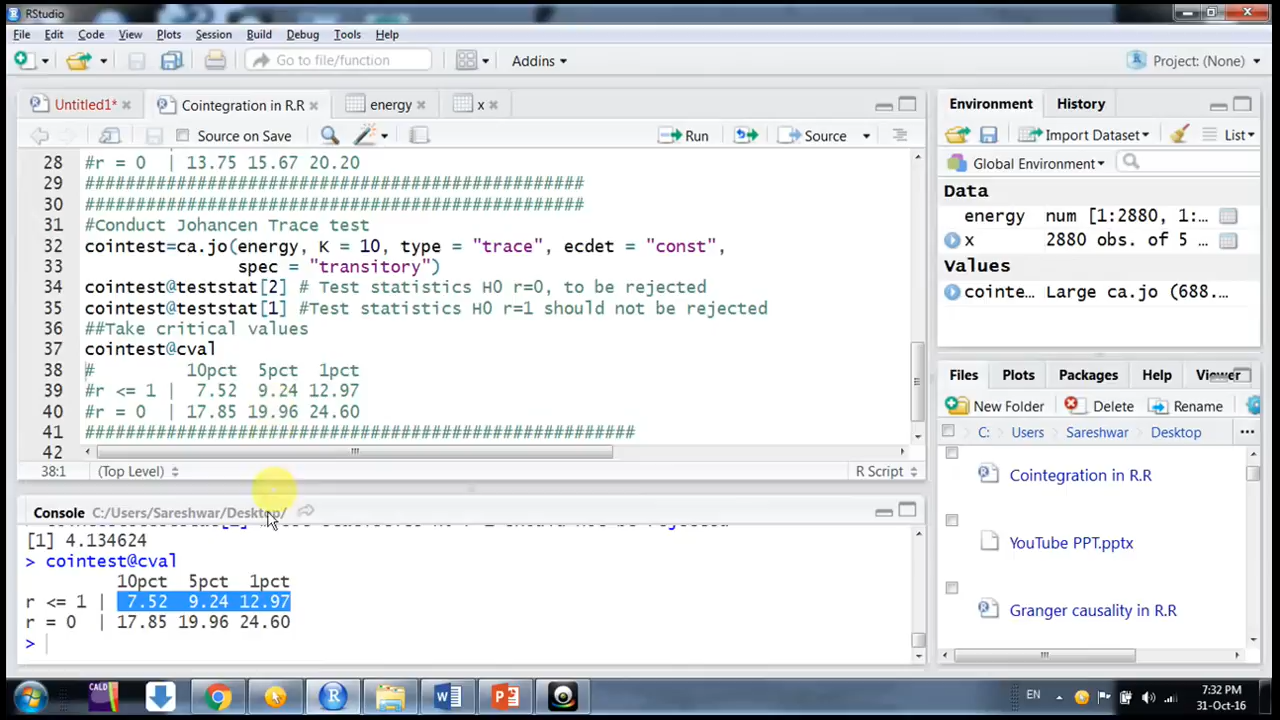 RStudio
File Edit Code View Plots Session Build Debug Tools Help
Go to file/function Addins Project: (None)
Untitled1* Cointegration in R.R energy x
Source on Save Run Source
28 #r = 0 | 13.75 15.67 20.20
29 #################################################
30 #################################################
31 #Conduct Johancen Trace test
32 cointest=ca.jo(energy, K = 10, type = "trace", ecdet = "const",
33 spec = "transitory")
34 cointest@teststat[2] # Test statistics H0 r=0, to be rejected
35 cointest@teststat[1] #Test statistics H0 r=1 should not be rejected
36 ##Take critical values
37 cointest@cval
38 # 10pct 5pct 1pct
39 #r <= 1 | 7.52 9.24 12.97
40 #r = 0 | 17.85 19.96 24.60
41 ######################################################
42
38:1 (Top Level) R Script
Console C:/Users/Sareshwar/Desktop/
[1] 4.134624
> cointest@cval
10pct 5pct 1pct
r <= 1 | 7.52 9.24 12.97
r = 0 | 17.85 19.96 24.60
>
Environment History
Import Dataset List
Global Environment
Data
energy num [1:2880, 1:...
x 2880 obs. of 5 ...
Values
cointe... Large ca.jo (688....
Files Plots Packages Help Viewer
New Folder Delete Rename
C: Users Sareshwar Desktop ...
Cointegration in R.R
YouTube PPT.pptx
Granger causality in R.R
CALD
EN 7:32 PM
31-Oct-16